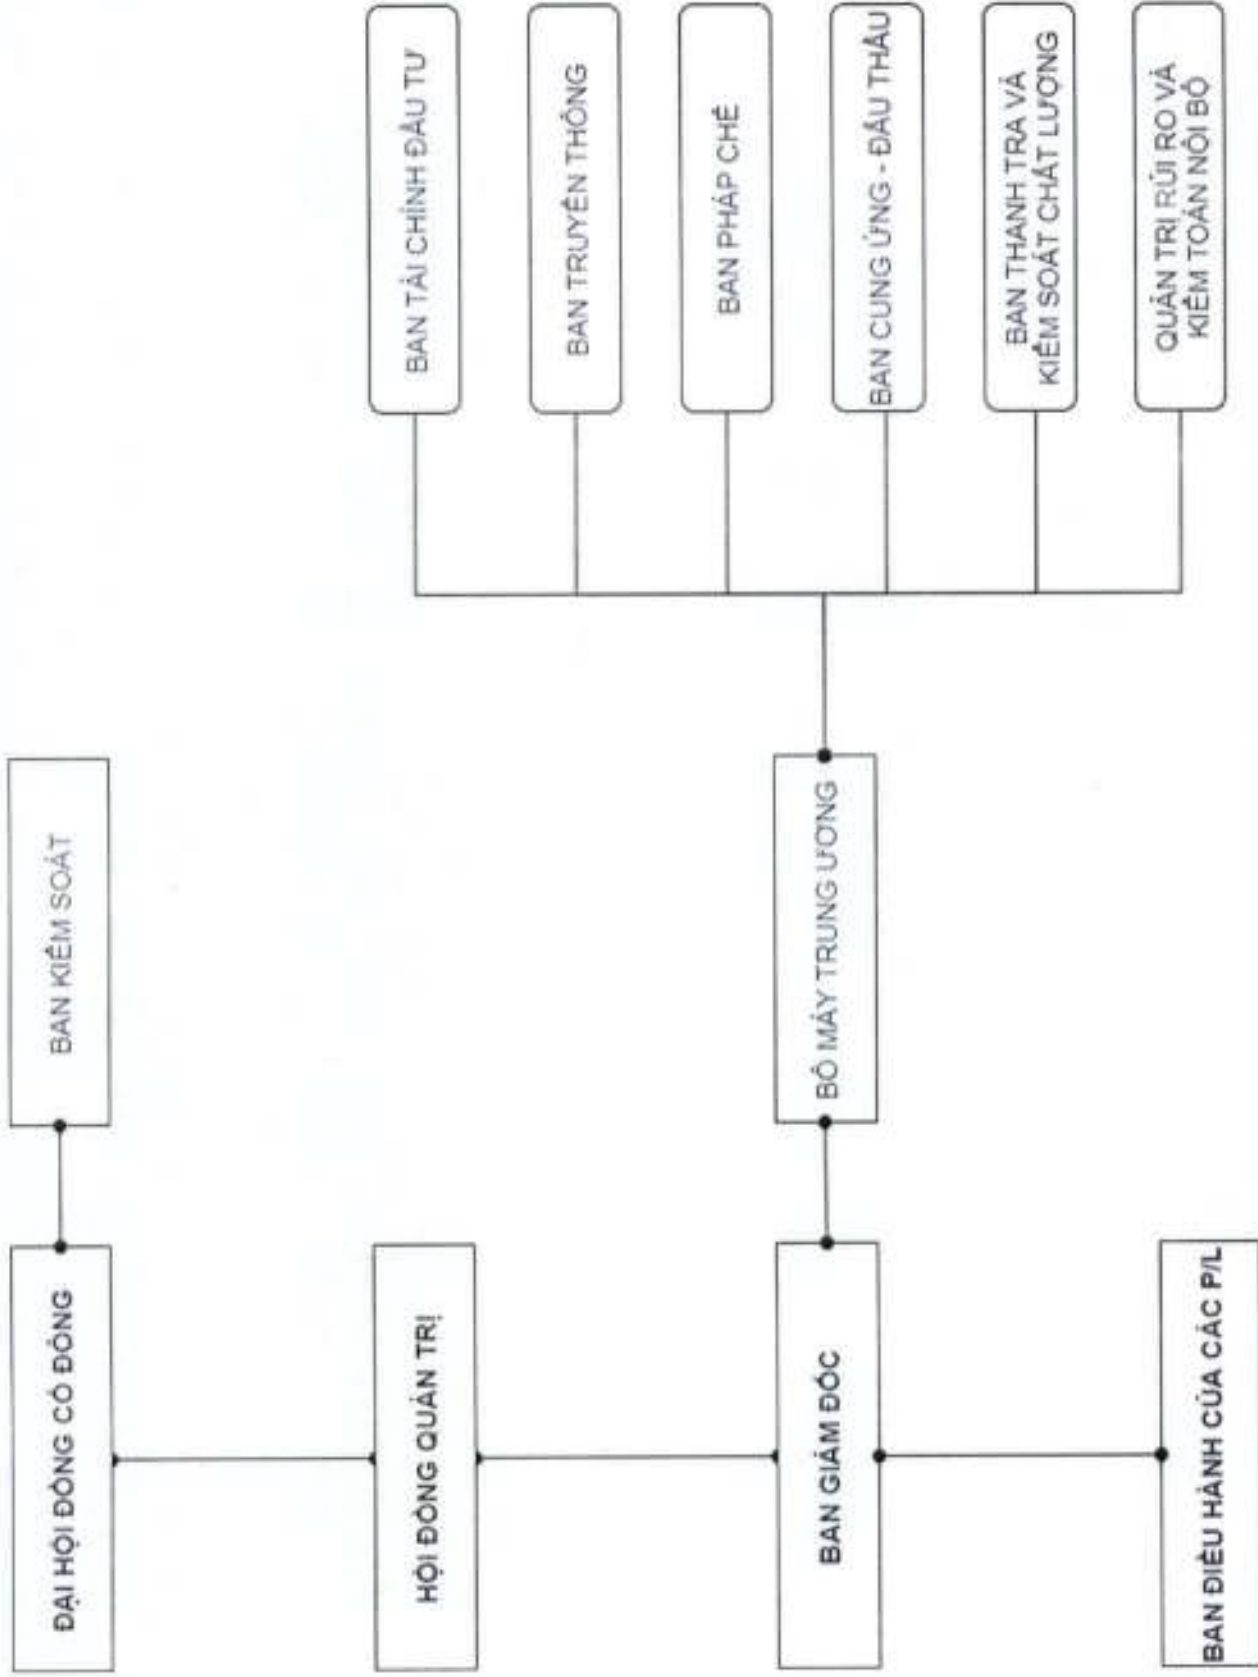 ĐẠI HỘI ĐỒNG CỔ ĐÔNG
BAN KIỂM SOÁT
HỘI ĐỒNG QUẢN TRỊ
BAN GIÁM ĐỐC
BỘ MÁY TRUNG ƯƠNG
BAN ĐIỀU HÀNH CỦA CÁC P/L
BAN TÀI CHÍNH ĐẦU TƯ
BAN TRUYỀN THÔNG
BAN PHÁP CHẾ
BAN CUNG ỨNG - ĐẤU THẦU
BAN THANH TRA VÀ
KIỂM SOÁT CHẤT LƯỢNG
QUẢN TRỊ RỦI RO VÀ
KIỂM TOÁN NỘI BỘ